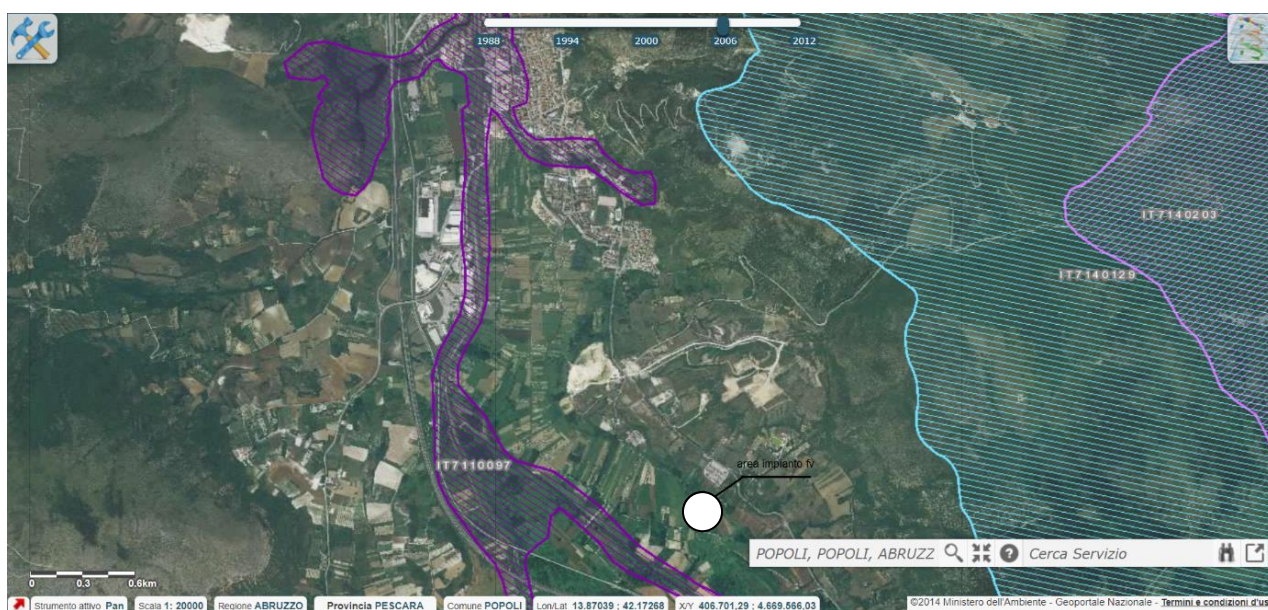 1988 1994 2000 2006 2012
IT7140203
IT7140129
IT7110097
area impianto fv
POPOLI, POPOLI, ABRUZZ
Cerca Servizio
0 0.3 0.6km
Strumento attivo Pan
Scala 1: 20000
Regione ABRUZZO
Provincia PESCARA
Comune POPOLI
Lon/Lat 13.87039 ; 42.17268
X/Y 406.701,29 ; 4.669.566,03
©2014 Ministero dell'Ambiente - Geoportale Nazionale - Termini e condizioni d'us